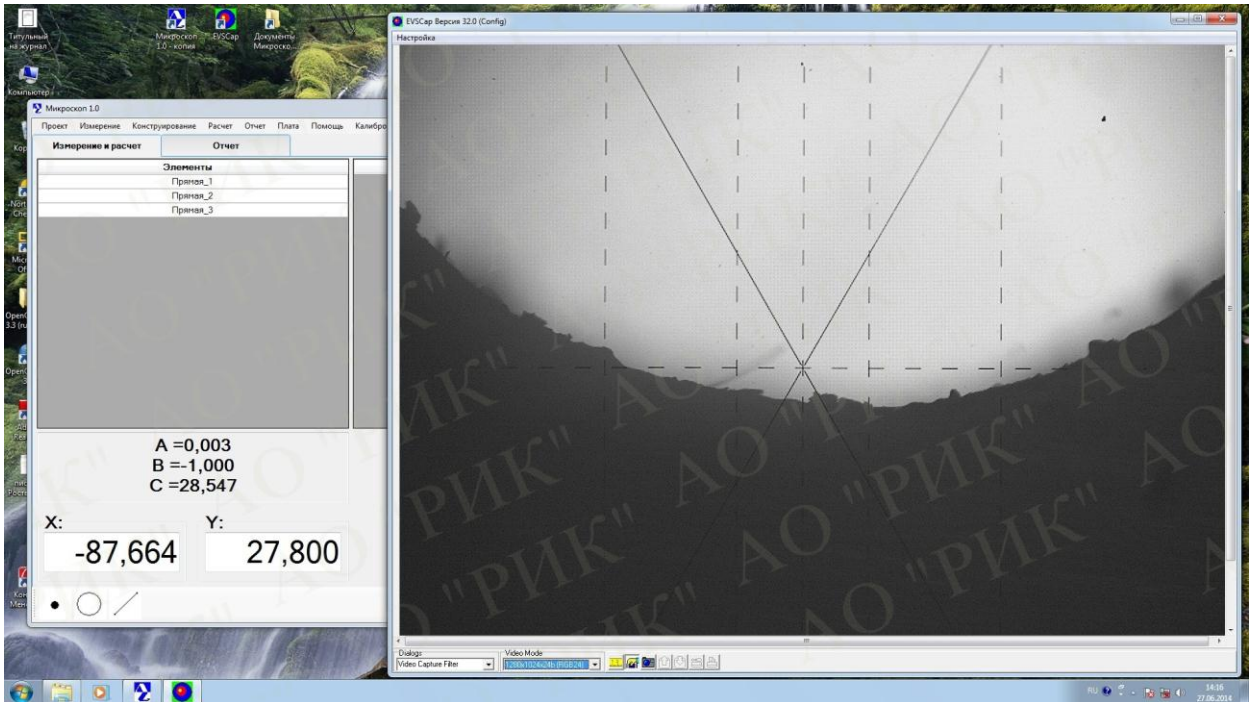 Титульный
на журнал
Микроскоп
1.0 - копия
EVSCap
Документы
Микроско...
Компьютер
EVSCap Версия 32.0 (Config)
Настройка
Микроскоп 1.0
Проект Измерение Конструирование Расчет Отчет Плата Помощь Калибро
Измерение и расчет Отчет
Элементы
Прямая_1
Прямая_2
Прямая_3
A =0,003
B =-1,000
C =28,547
X: Y:
-87,664 27,800
Dialogs Video Mode
Video Capture Filter 1280x1024x24b (RGB24)
RU 14:16
27.06.2014
АО "РИК"